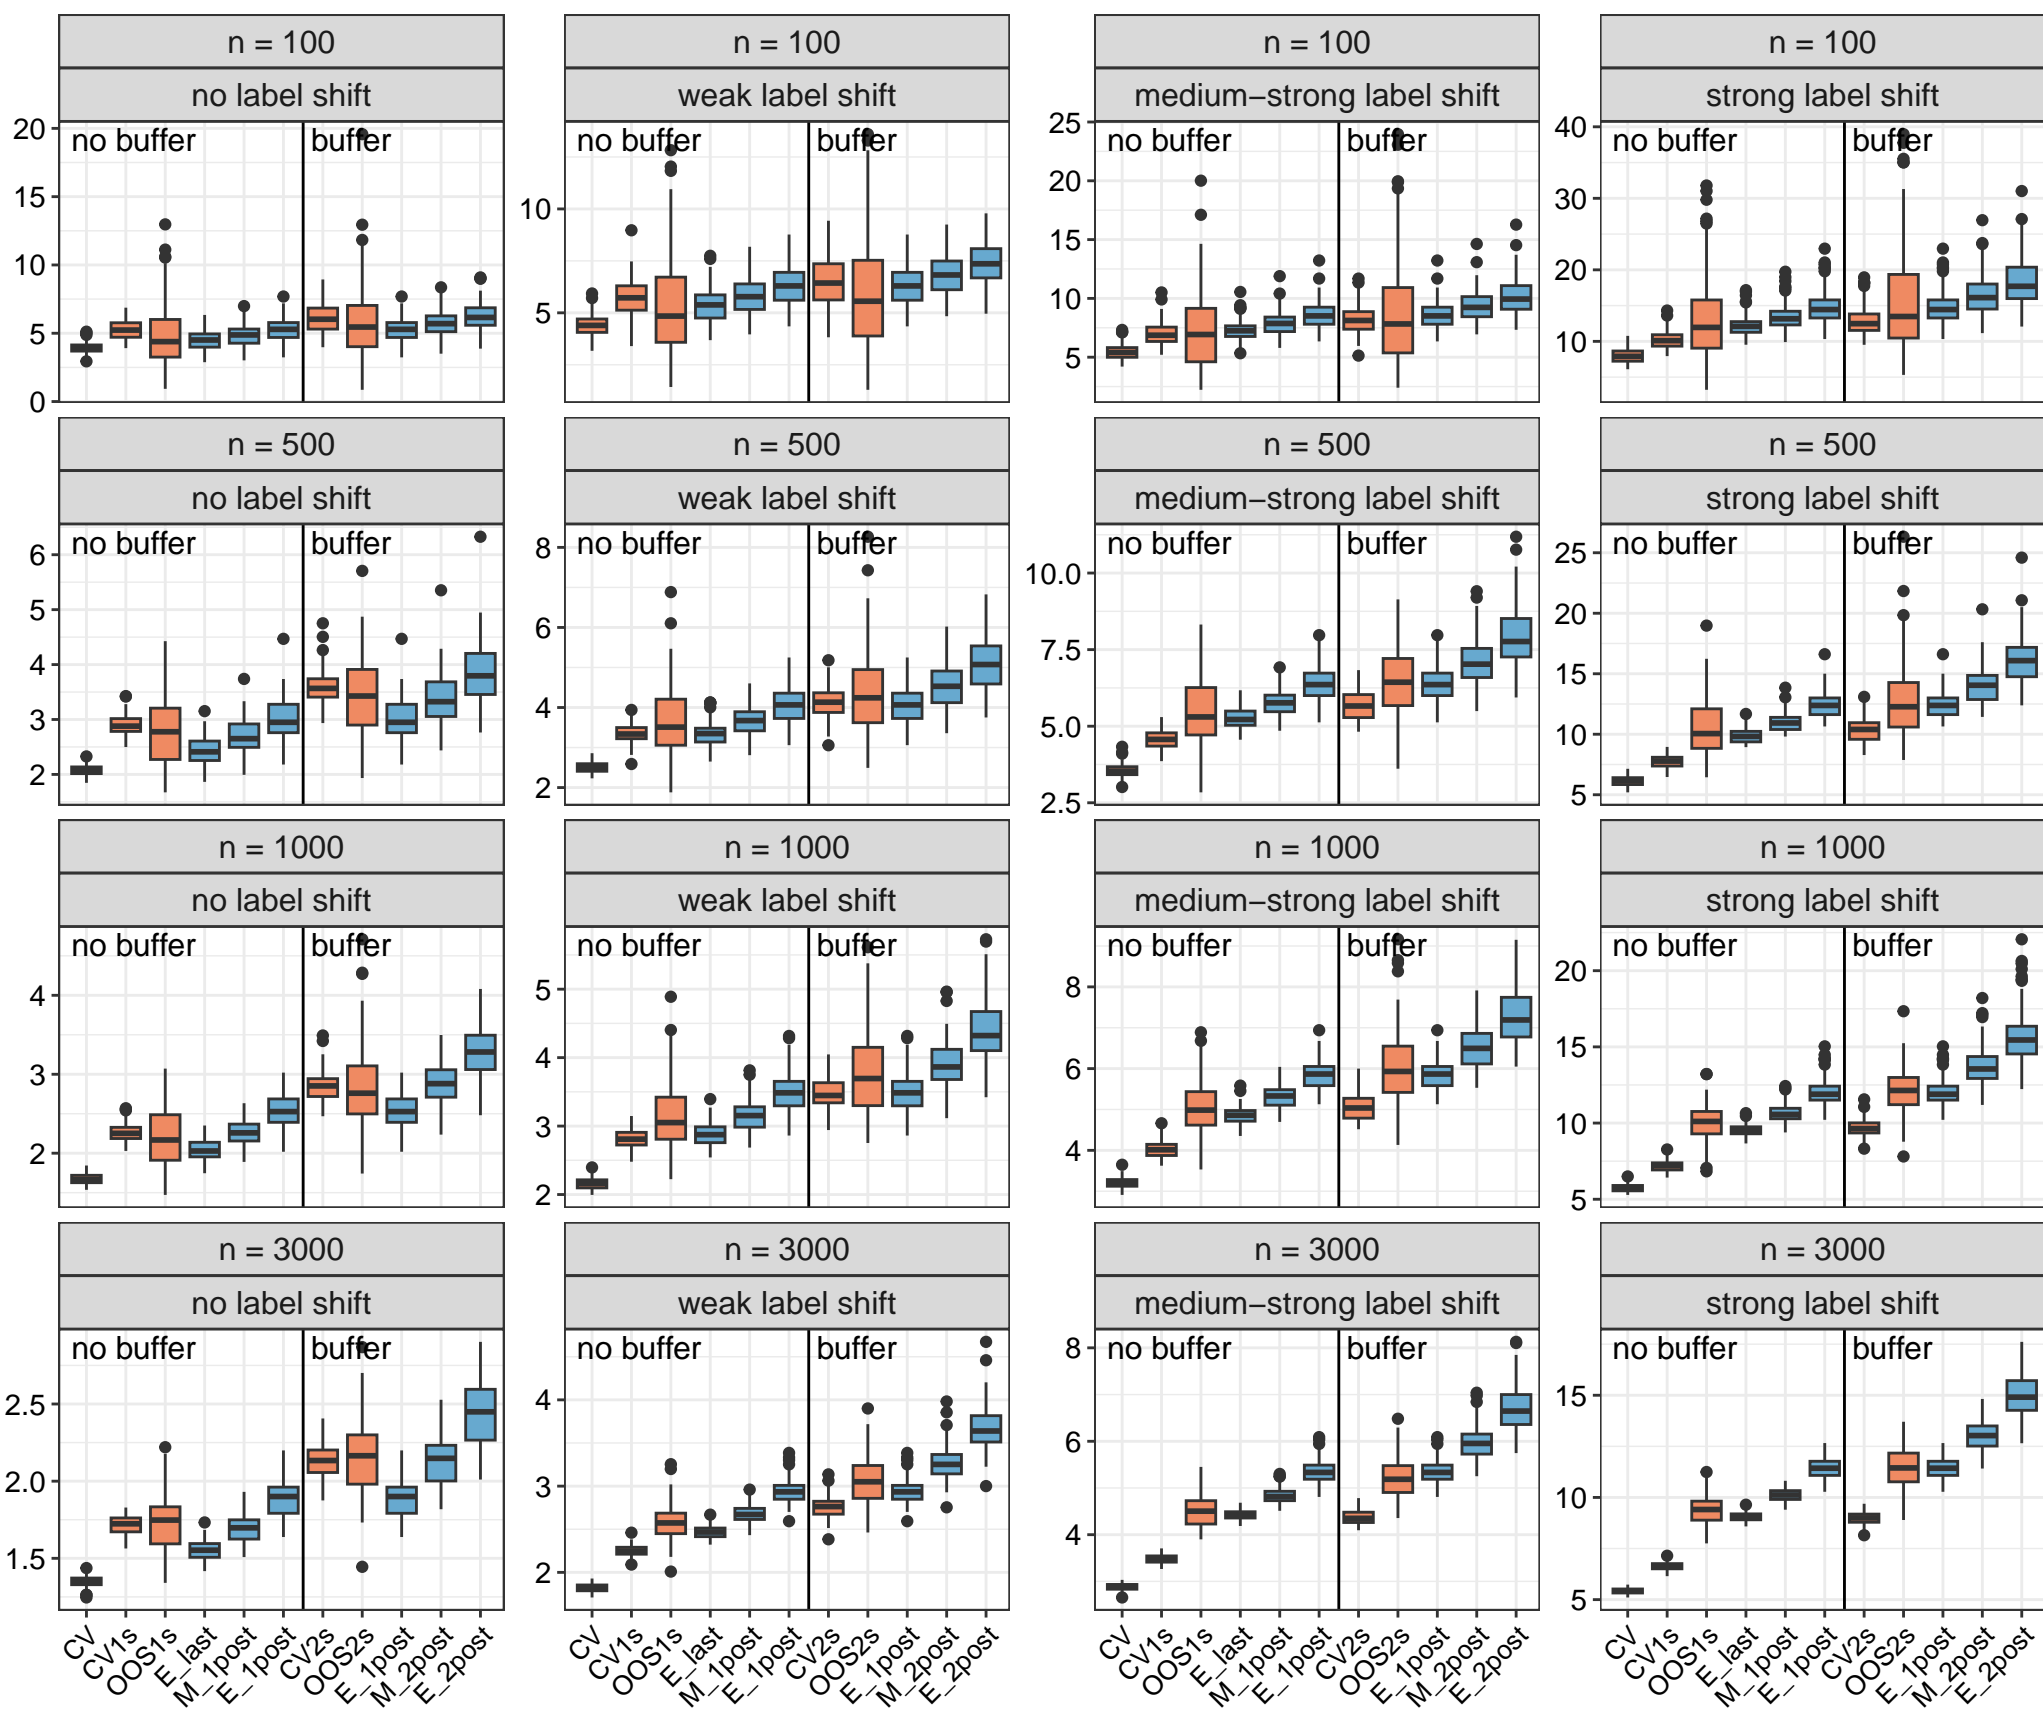 n = 100
n = 100
n = 100
n = 100
no label shift
weak label shift
medium−strong label shift
strong label shift
no buffer
buffer
no buffer
buffer
no buffer
buffer
no buffer
buffer
20
15
10
5
0
10
5
25
20
15
10
5
40
30
20
10
n = 500
n = 500
n = 500
n = 500
no label shift
weak label shift
medium−strong label shift
strong label shift
no buffer
buffer
no buffer
buffer
no buffer
buffer
no buffer
buffer
6
5
4
3
2
8
6
4
2
10.0
7.5
5.0
2.5
25
20
15
10
5
n = 1000
n = 1000
n = 1000
n = 1000
no label shift
weak label shift
medium−strong label shift
strong label shift
no buffer
buffer
no buffer
buffer
no buffer
buffer
no buffer
buffer
4
3
2
5
4
3
2
8
6
4
20
15
10
5
n = 3000
n = 3000
n = 3000
n = 3000
no label shift
weak label shift
medium−strong label shift
strong label shift
no buffer
buffer
no buffer
buffer
no buffer
buffer
no buffer
buffer
2.5
2.0
1.5
4
3
2
8
6
4
15
10
5
CV
CV1s
OOS1s
E_last
M_1post
E_1post
CV2s
OOS2s
E_1post
M_2post
E_2post
CV
CV1s
OOS1s
E_last
M_1post
E_1post
CV2s
OOS2s
E_1post
M_2post
E_2post
CV
CV1s
OOS1s
E_last
M_1post
E_1post
CV2s
OOS2s
E_1post
M_2post
E_2post
CV
CV1s
OOS1s
E_last
M_1post
E_1post
CV2s
OOS2s
E_1post
M_2post
E_2post